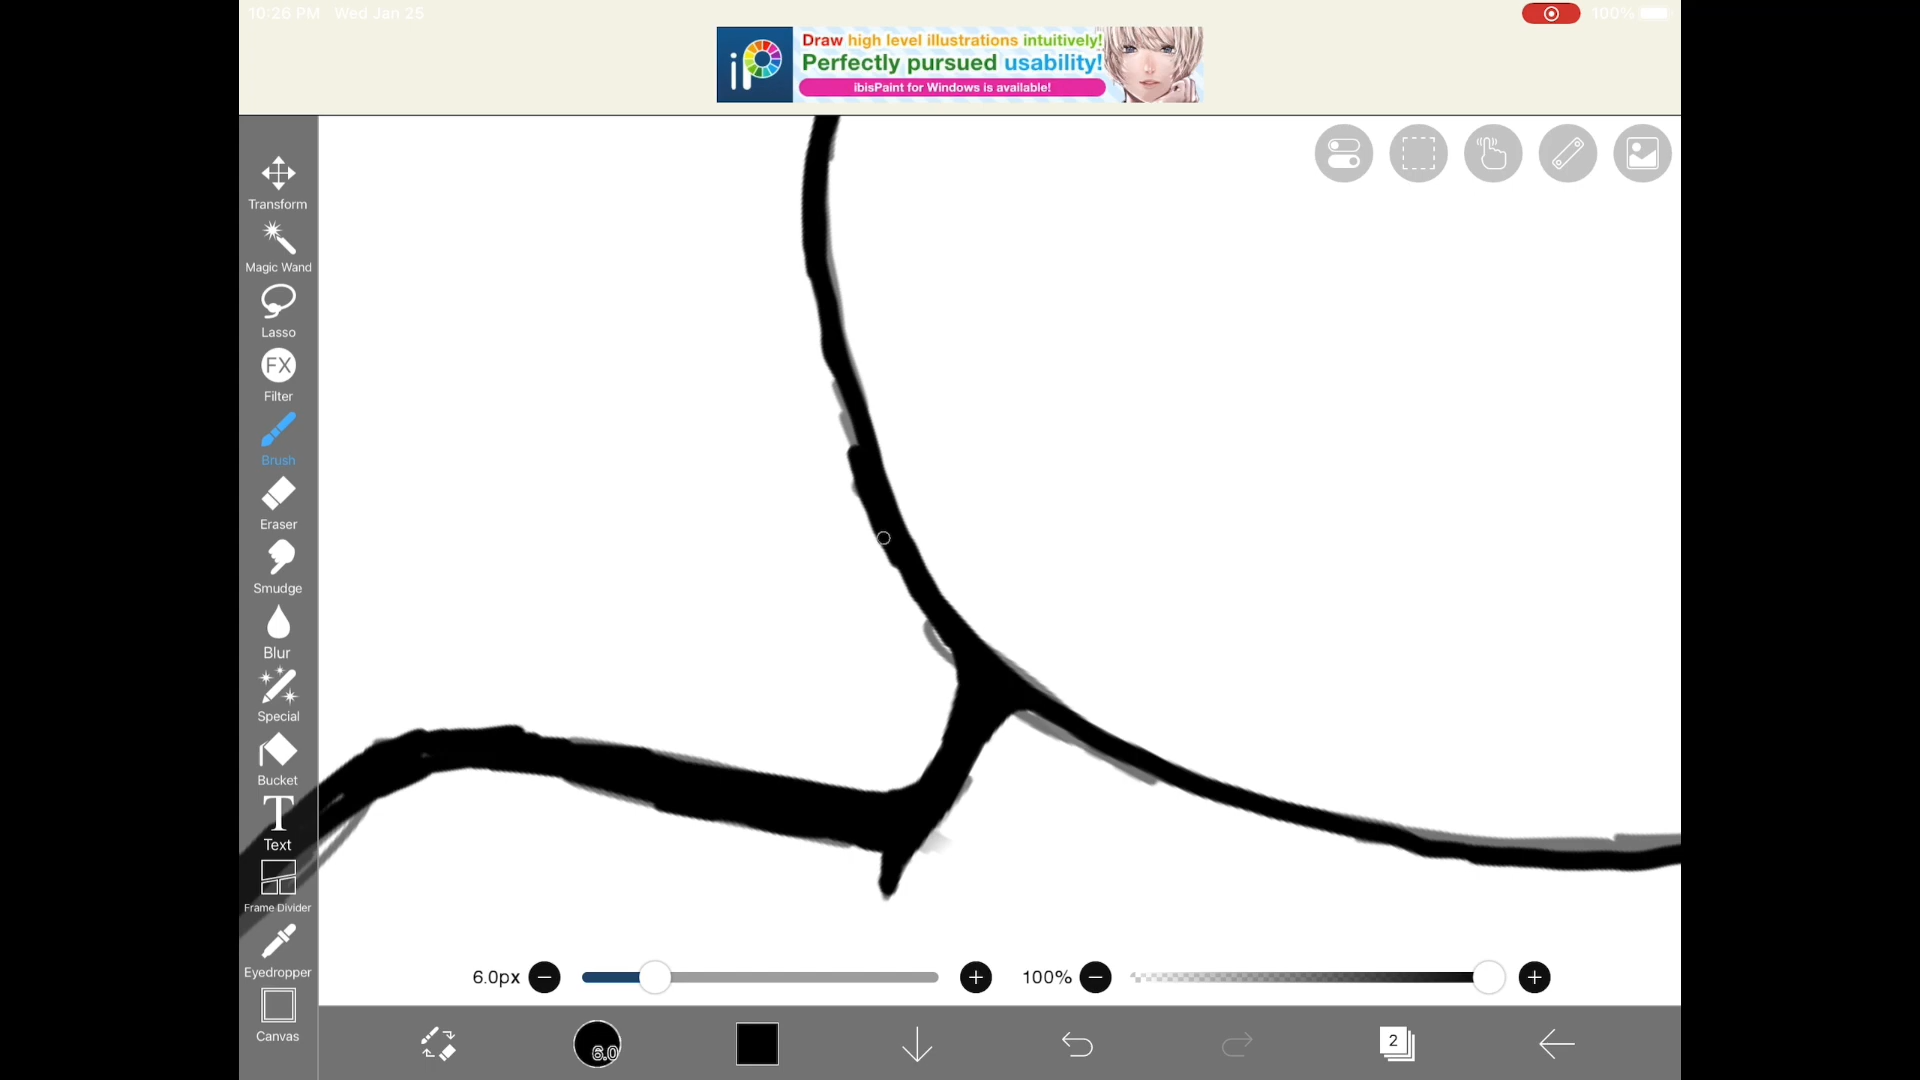 10:26 PM Wed Jan 25
100%
iP
Draw high level illustrations intuitively!
Perfectly pursued usability!
ibisPaint for Windows is available!
Transform
Magic Wand
Lasso
FX
Filter
Brush
Eraser
Smudge
Blur
Special
Bucket
T
Text
Frame Divider
Eyedropper
Canvas
6.0px
100%
6.0
2